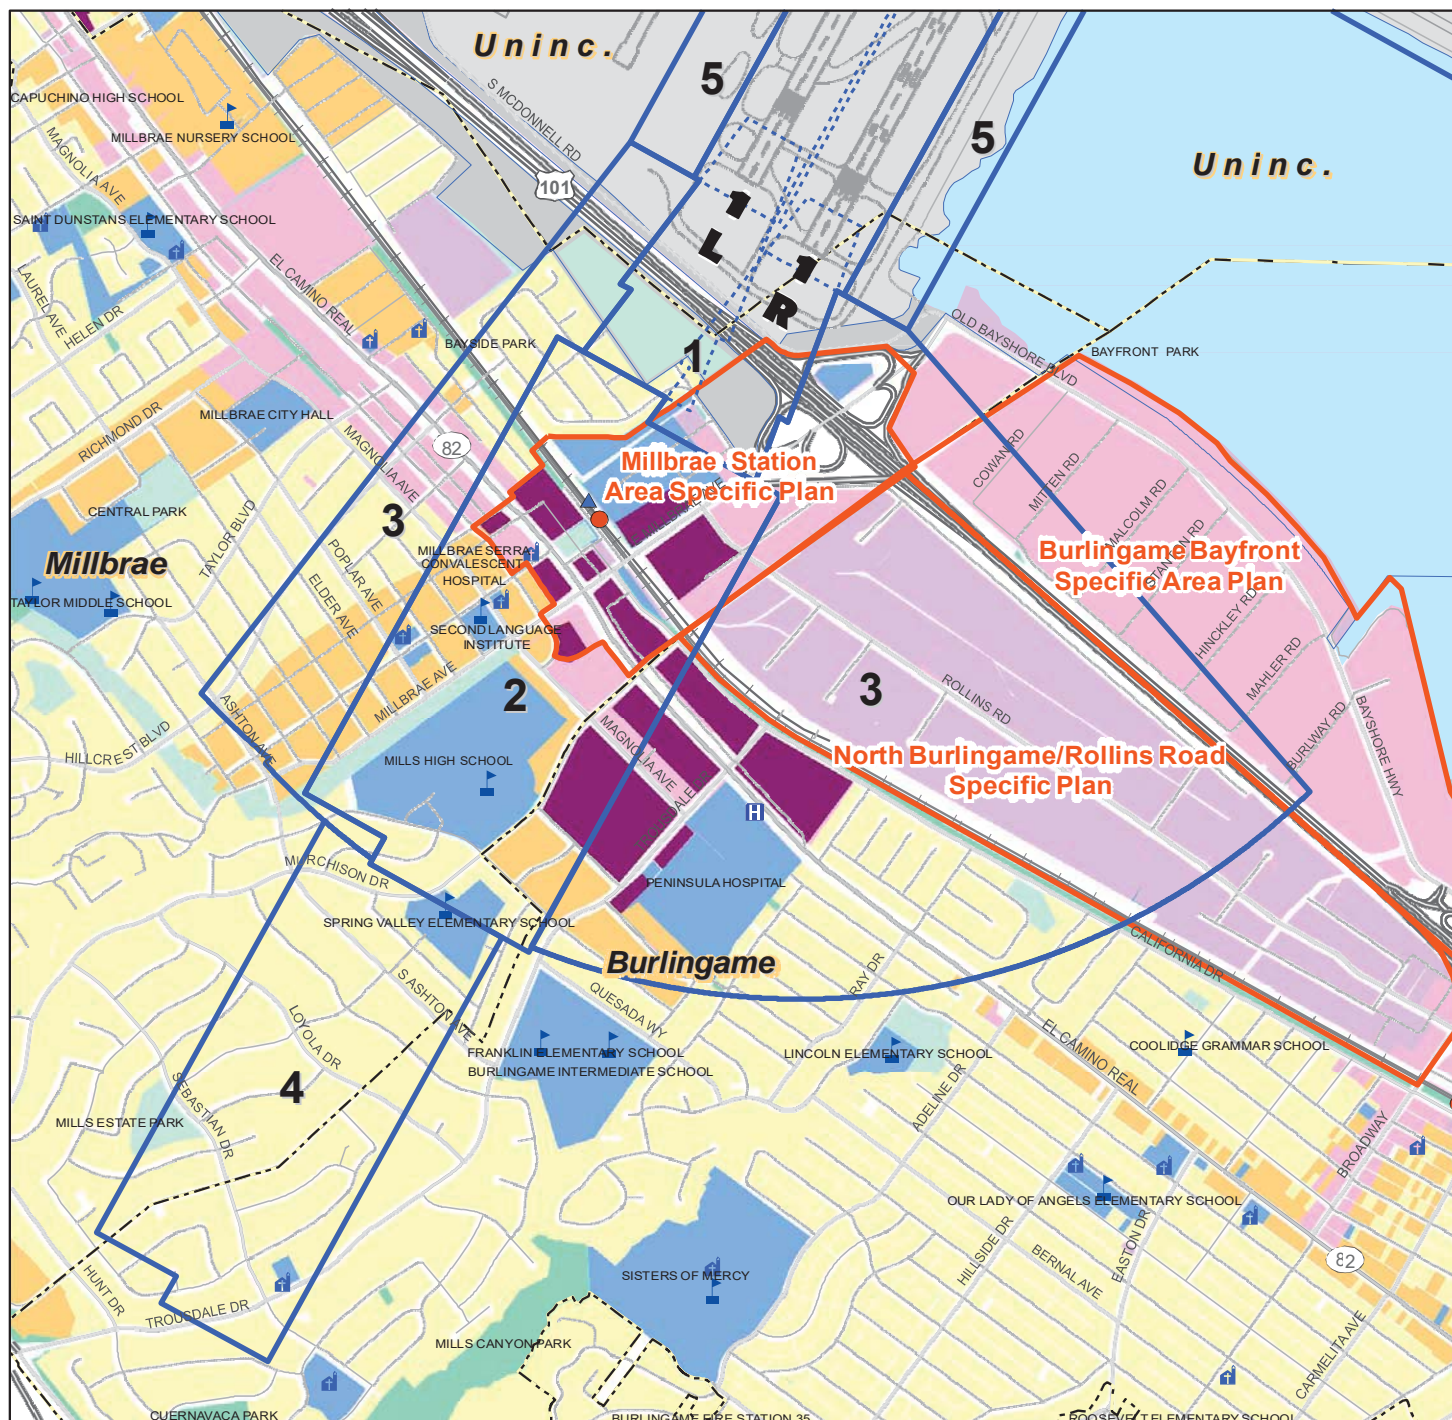 Uninc.
5
5
Uninc.
S MCDONNELL RD
101
CAPUCHINO HIGH SCHOOL
MILLBRAE NURSERY SCHOOL
MAGNOLIA AVE
SAINT DUNSTANS ELEMENTARY SCHOOL
LAUREL AVE
HELEN DR
EL CAMINO REAL
BAYSIDE PARK
1
L
1
R
1
OLD BAYSHORE BLVD
BAYFRONT PARK
RICHMOND DR
MILLBRAE CITY HALL
MAGNOLIA AVE
82
Millbrae Station
Area Specific Plan
MILLBRAE AVE
COWAN RD
MITTEN RD
MALCOLM RD
STANTON RD
HINCKLEY RD
MAHLER RD
BURLWAY RD
BAYSHORE HWY
Burlingame Bayfront
Specific Area Plan
CENTRAL PARK
TAYLOR BLVD
3
POPLAR AVE
ELDER AVE
Millbrae
TAYLOR MIDDLE SCHOOL
MILLBRAE SERRA
CONVALESCENT
HOSPITAL
SECOND LANGUAGE
INSTITUTE
MILLBRAE AVE
2
3
ROLLINS RD
North Burlingame/Rollins Road
Specific Plan
ASHTON AVE
HILLCREST BLVD
MILLS HIGH SCHOOL
MAGNOLIA AVE
H
PENINSULA HOSPITAL
MURCHISON DR
SPRING VALLEY ELEMENTARY SCHOOL
Burlingame
CALIFORNIA DR
S ASHTON AVE
QUESADA WY
RAY DR
LOYOLA DR
FRANKLIN ELEMENTARY SCHOOL
BURLINGAME INTERMEDIATE SCHOOL
LINCOLN ELEMENTARY SCHOOL
EL CAMINO REAL
COOLIDGE GRAMMAR SCHOOL
4
SEBASTIAN DR
MILLS ESTATE PARK
ADELINE DR
BROADWAY
OUR LADY OF ANGELS ELEMENTARY SCHOOL
HILLSIDE DR
BERNAL AVE
EASTON DR
82
HUNT DR
TROUSDALE DR
SISTERS OF MERCY
MILLS CANYON PARK
CARMELITA AVE
CUERNAVACA PARK
BURLINGAME FIRE STATION 35
ROOSEVELT ELEMENTARY SCHOOL